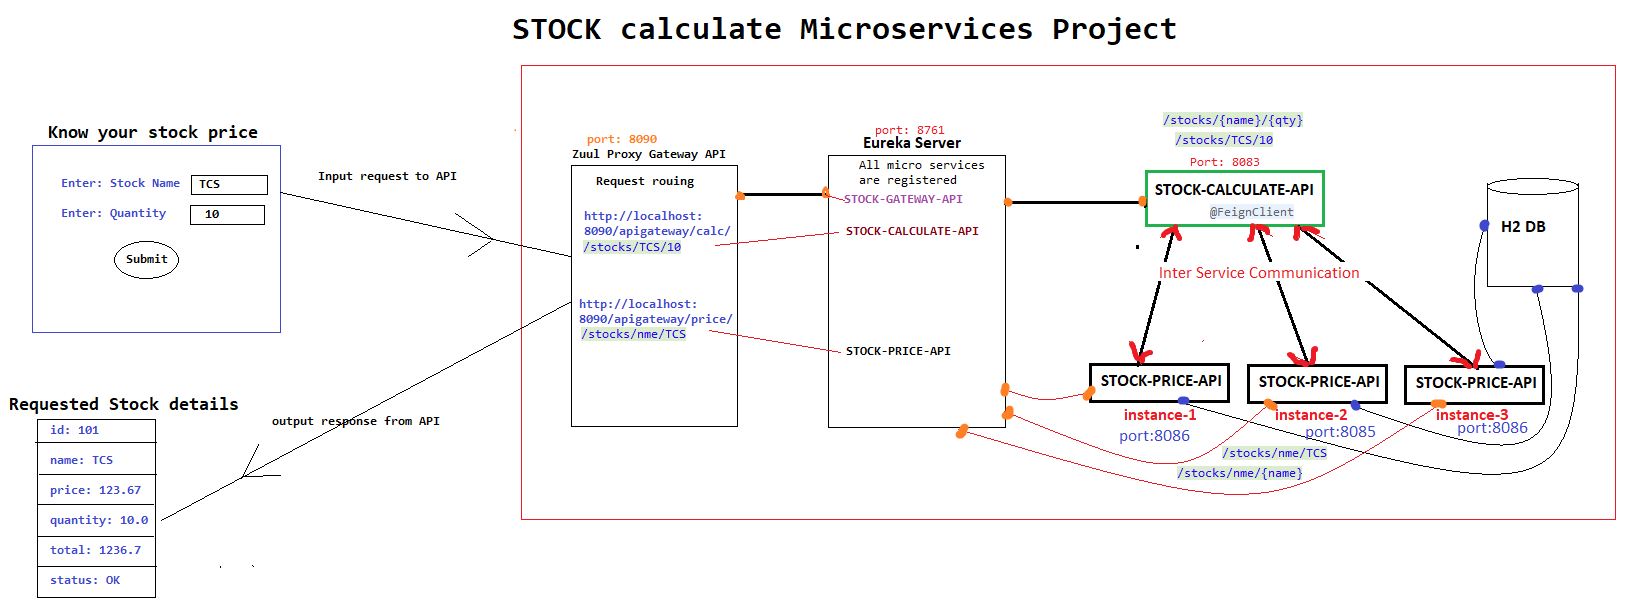 STOCK calculate Microservices Project
Know your stock price
Enter: Stock Name
TCS
Enter: Quantity
10
Submit
Input request to API
output response from API
Requested Stock details
id: 101
name: TCS
price: 123.67
quantity: 10.0
total: 1236.7
status: OK
port: 8090
Zuul Proxy Gateway API
Request rouing
http://localhost:
8090/apigateway/calc/
/stocks/TCS/10
http://localhost:
8090/apigateway/price/
/stocks/nme/TCS
port: 8761
Eureka Server
All micro services
are registered
STOCK-GATEWAY-API
STOCK-CALCULATE-API
STOCK-PRICE-API
/stocks/{name}/{qty}
/stocks/TCS/10
Port: 8083
STOCK-CALCULATE-API
@FeignClient
Inter Service Communication
H2 DB
STOCK-PRICE-API
instance-1
port:8086
STOCK-PRICE-API
instance-2
port:8085
STOCK-PRICE-API
instance-3
port:8086
/stocks/nme/TCS
/stocks/nme/{name}